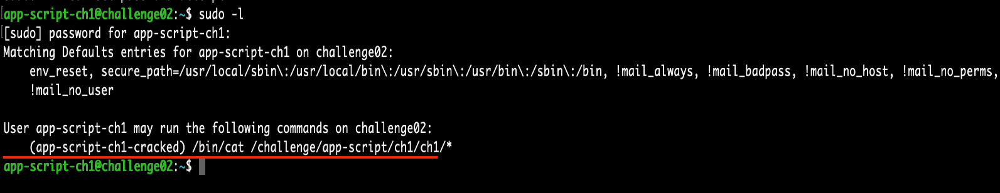 app-script-ch1@challenge02:~$ sudo -l
[sudo] password for app-script-ch1:
Matching Defaults entries for app-script-ch1 on challenge02:
    env_reset, secure_path=/usr/local/sbin\:/usr/local/bin\:/usr/sbin\:/usr/bin\:/sbin\:/bin, !mail_always, !mail_badpass, !mail_no_host, !mail_no_perms,
    !mail_no_user
User app-script-ch1 may run the following commands on challenge02:
    (app-script-ch1-cracked) /bin/cat /challenge/app-script/ch1/ch1/*
app-script-ch1@challenge02:~$